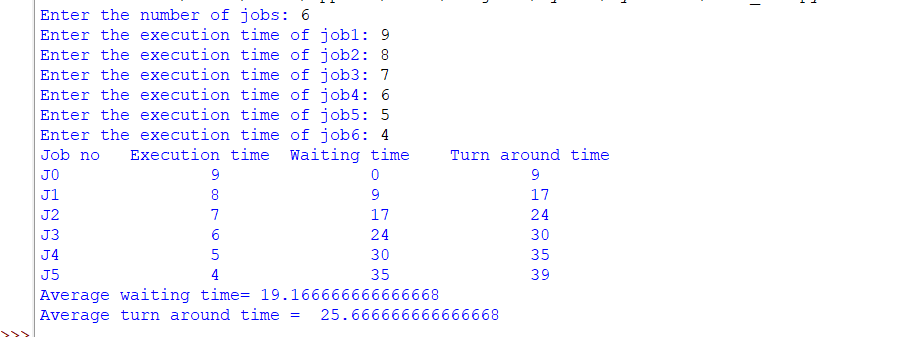 Enter the number of jobs: 6
Enter the execution time of job1: 9
Enter the execution time of job2: 8
Enter the execution time of job3: 7
Enter the execution time of job4: 6
Enter the execution time of job5: 5
Enter the execution time of job6: 4
Job no   Execution time  Waiting time    Turn around time
J0               9               0               9
J1               8               9               17
J2               7               17              24
J3               6               24              30
J4               5               30              35
J5               4               35              39
Average waiting time= 19.166666666666668
Average turn around time =  25.666666666666668
>>>